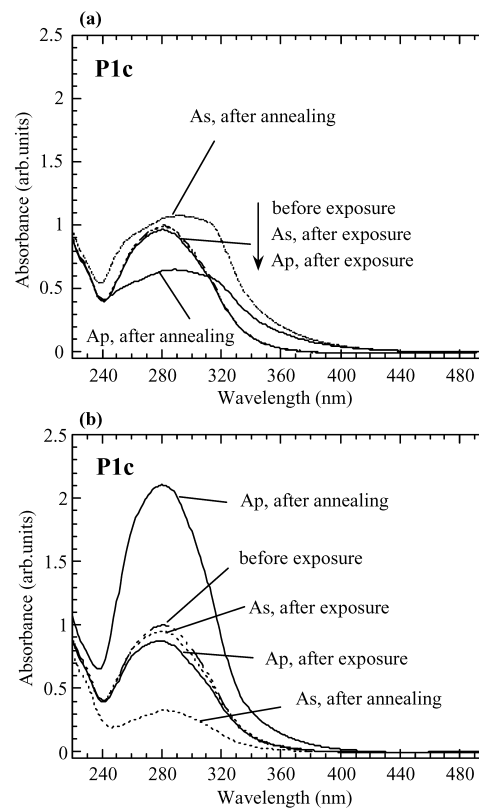 (a)
2.5
P1c
2
As, after annealing
1.5
before exposure
1
As, after exposure
Ap, after exposure
0.5
Ap, after annealing
0
240 280 320 360 400 440 480
Wavelength (nm)
Absorbance (arb.units)
(b)
2.5
P1c
2
Ap, after annealing
1.5
before exposure
As, after exposure
1
Ap, after exposure
0.5
As, after annealing
0
240 280 320 360 400 440 480
Wavelength (nm)
Absorbance (arb.units)